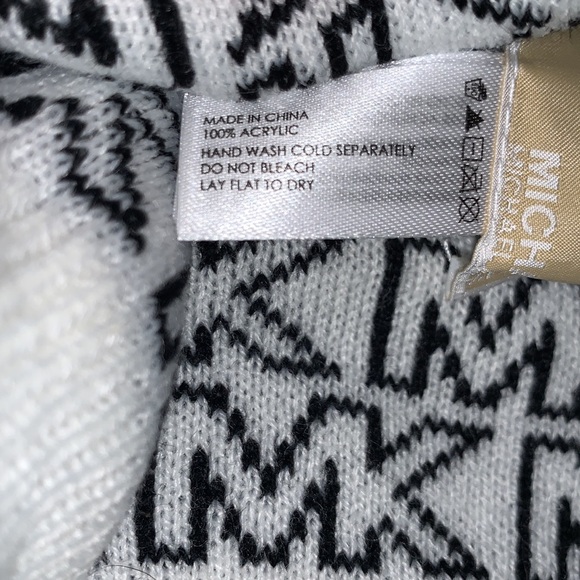 MADE IN CHINA
100% ACRYLIC
HAND WASH COLD SEPARATELY
DO NOT BLEACH
LAY FLAT TO DRY
MICH
MICHAEL